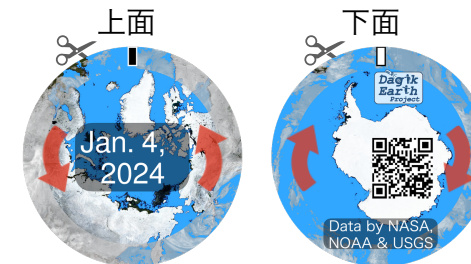 上面
下面
Jan. 4,
2024
Dagik
Earth
Project
Data by NASA,
NOAA & USGS